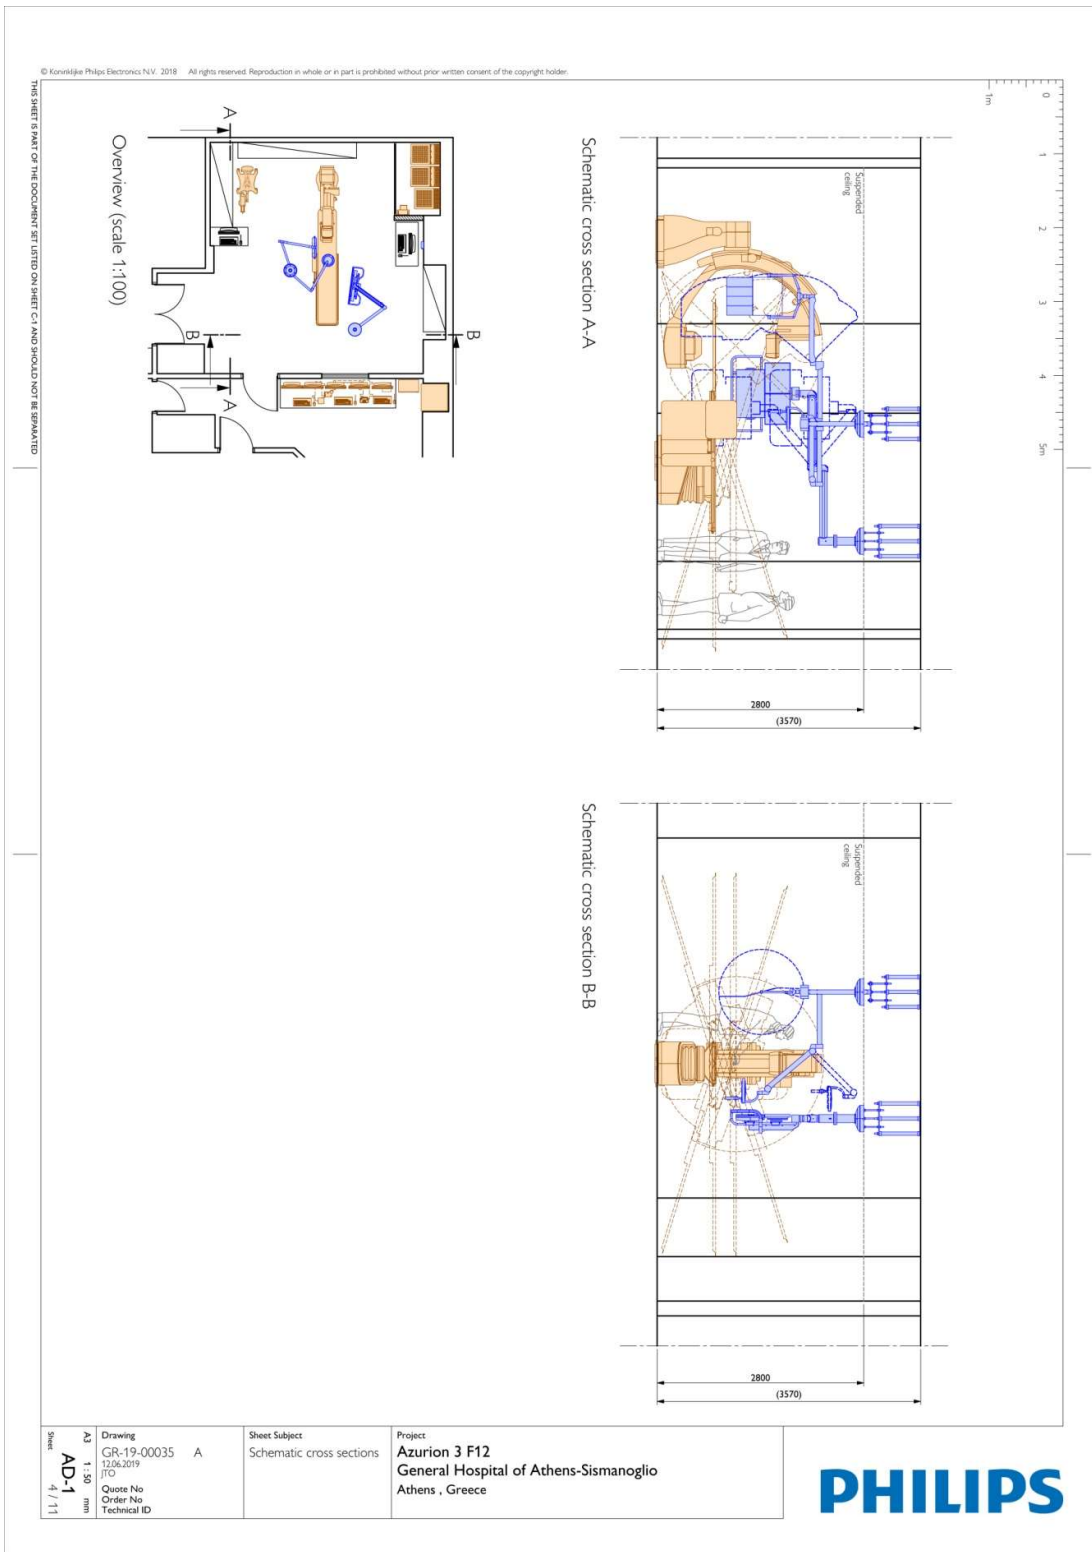 © Koninklijke Philips Electronics N.V. 2018 All rights reserved. Reproduction in whole or in part is prohibited without prior written consent of the copyright holder.
THIS SHEET IS PART OF THE DOCUMENT SET LISTED ON SHEET C-1 AND SHOULD NOT BE SEPARATED
A
A
B
B
Overview (scale 1:100)
Schematic cross section A-A
Suspended
ceiling
2800
(3570)
0
1m
1
2
3
4
5m
Schematic cross section B-B
Suspended
ceiling
2800
(3570)
Sheet
AD-1
4 / 11
A3 1 : 50 mm
Drawing
GR-19-00035 A
12.06.2019
JTO
Quote No
Order No
Technical ID
Sheet Subject
Schematic cross sections
Project
Azurion 3 F12
General Hospital of Athens-Sismanoglio
Athens , Greece
PHILIPS